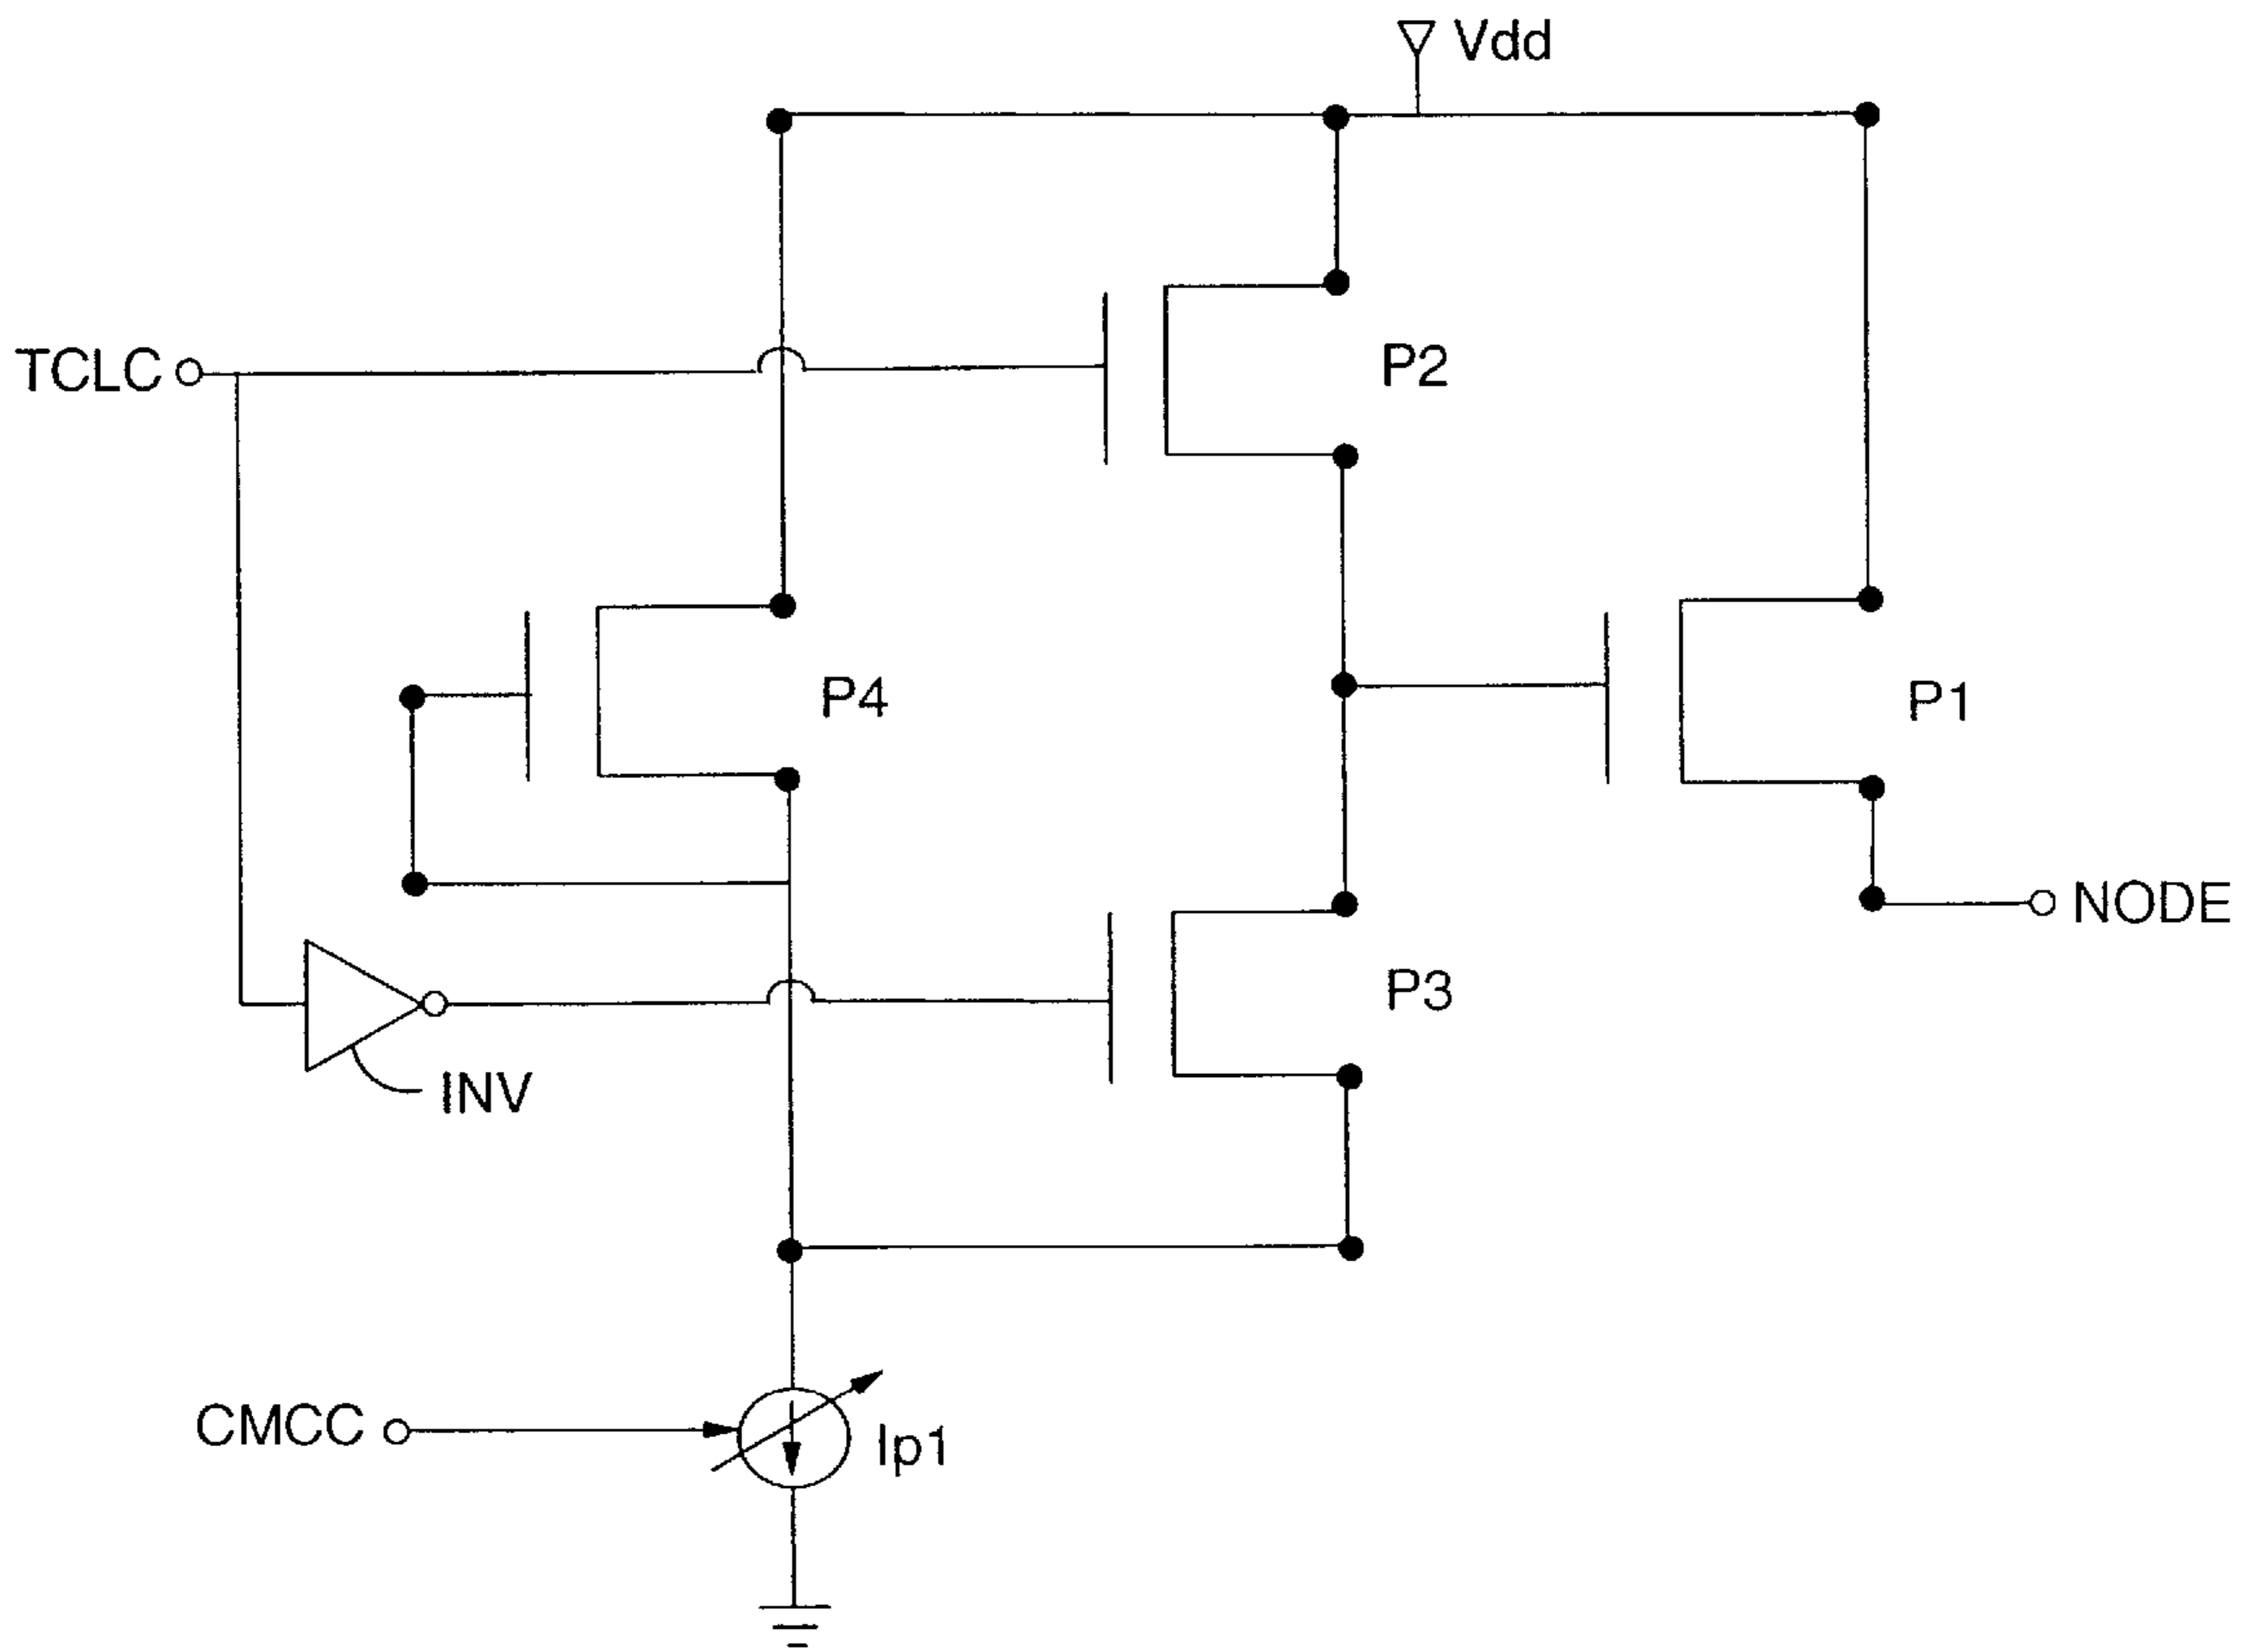 Vdd
TCLC
P2
P4
P1
NODE
P3
INV
CMCC
Ip1